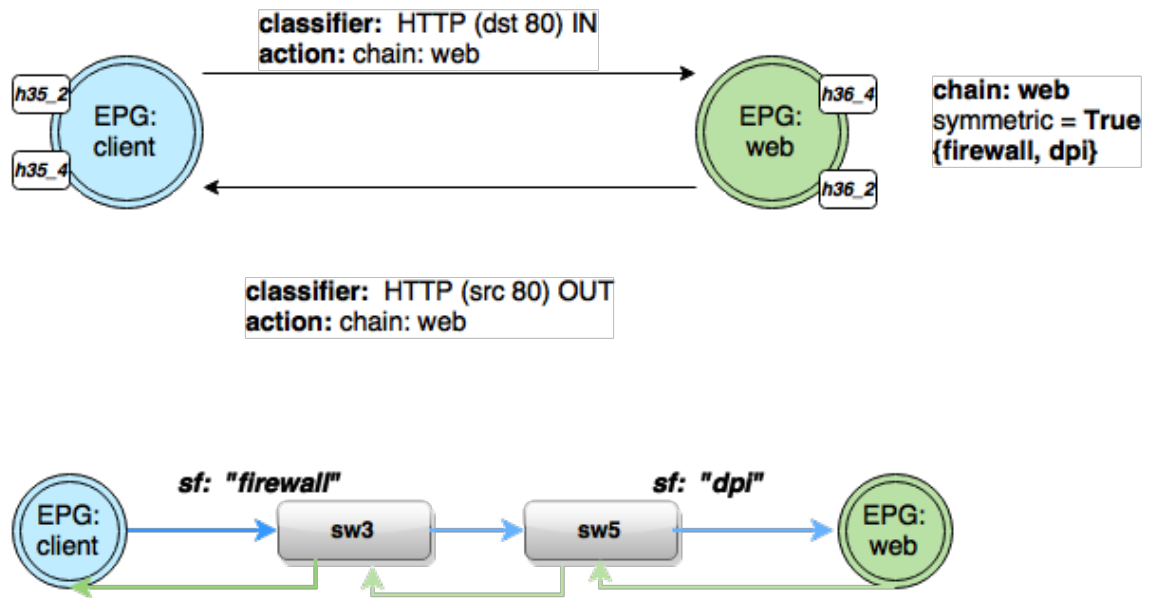 classifier: HTTP (dst 80) IN
action: chain: web
h35_2
EPG:
client
h35_4
h36_4
EPG:
web
h36_2
chain: web
symmetric = True
{firewall, dpi}
classifier: HTTP (src 80) OUT
action: chain: web
sf: "firewall"
sf: "dpi"
EPG:
client
sw3
sw5
EPG:
web